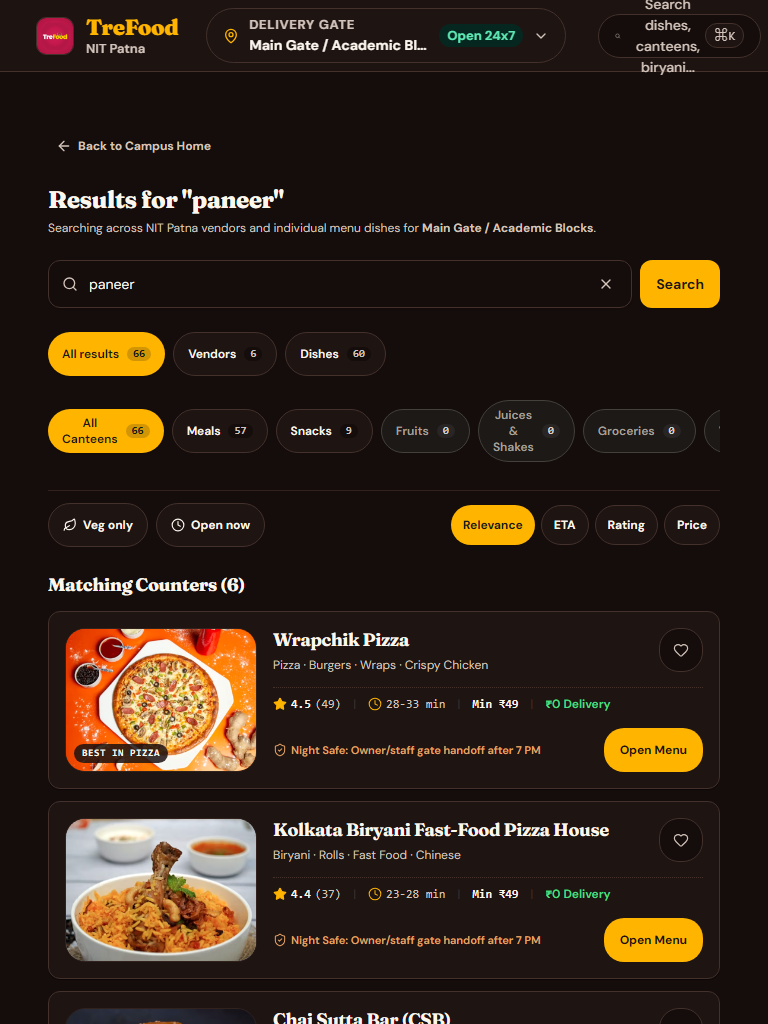 TreFood
TreFood
NIT Patna
DELIVERY GATE
Main Gate / Academic Bl...
Open 24x7
Search
dishes,
canteens,
biryani...
⌘K
Back to Campus Home
Results for "paneer"
Searching across NIT Patna vendors and individual menu dishes for Main Gate / Academic Blocks.
paneer
Search
All results 66
Vendors 6
Dishes 60
All
Canteens 66
Meals 57
Snacks 9
Fruits 0
Juices
&
Shakes 0
Groceries 0
Veg only
Open now
Relevance
ETA
Rating
Price
Matching Counters (6)
Wrapchik Pizza
Pizza · Burgers · Wraps · Crispy Chicken
4.5 (49)
28-33 min
Min ₹49
₹0 Delivery
BEST IN PIZZA
Night Safe: Owner/staff gate handoff after 7 PM
Open Menu
Kolkata Biryani Fast-Food Pizza House
Biryani · Rolls · Fast Food · Chinese
4.4 (37)
23-28 min
Min ₹49
₹0 Delivery
Night Safe: Owner/staff gate handoff after 7 PM
Open Menu
Chai Sutta Bar (CSB)